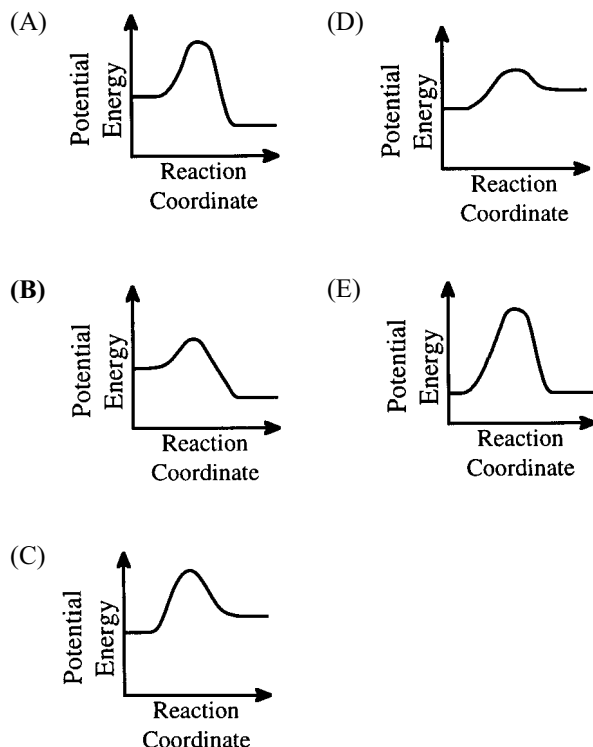 (A)
Potential
Energy
Reaction
Coordinate
(B)
Potential
Energy
Reaction
Coordinate
(C)
Potential
Energy
Reaction
Coordinate
(D)
Potential
Energy
Reaction
Coordinate
(E)
Potential
Energy
Reaction
Coordinate